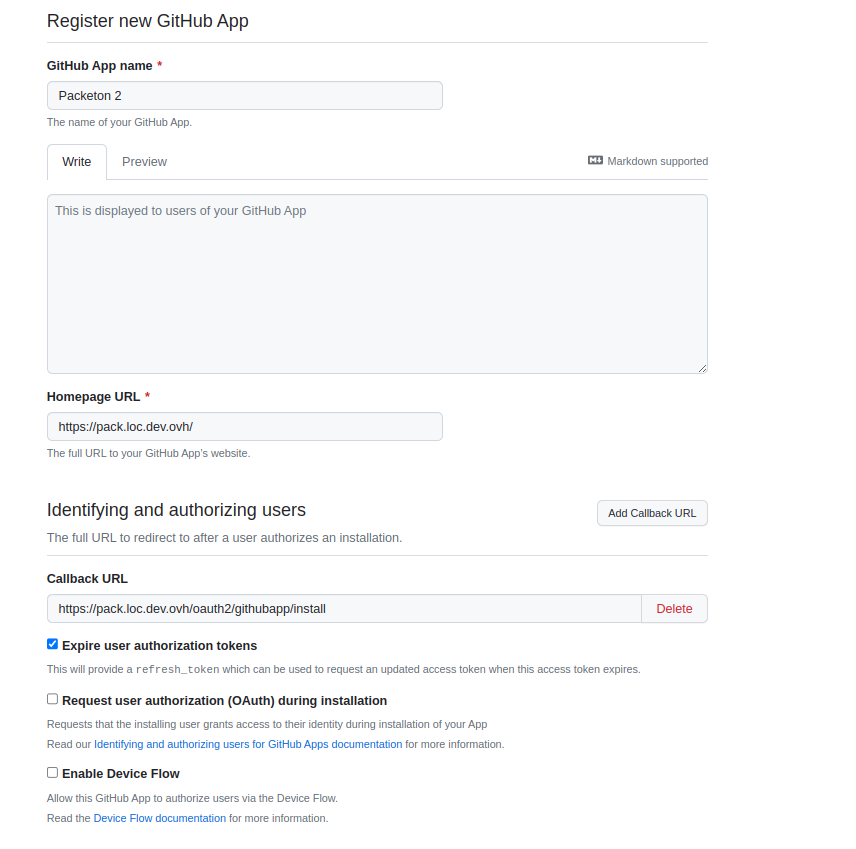 Register new GitHub App
GitHub App name *
Packeton 2
The name of your GitHub App.
Write Preview Markdown supported
This is displayed to users of your GitHub App
Homepage URL *
https://pack.loc.dev.ovh/
The full URL to your GitHub App's website.
Identifying and authorizing users Add Callback URL
The full URL to redirect to after a user authorizes an installation.
Callback URL
https://pack.loc.dev.ovh/oauth2/githubapp/install Delete
Expire user authorization tokens
This will provide a refresh_token which can be used to request an updated access token when this access token expires.
Request user authorization (OAuth) during installation
Requests that the installing user grants access to their identity during installation of your App
Read our Identifying and authorizing users for GitHub Apps documentation for more information.
Enable Device Flow
Allow this GitHub App to authorize users via the Device Flow.
Read the Device Flow documentation for more information.